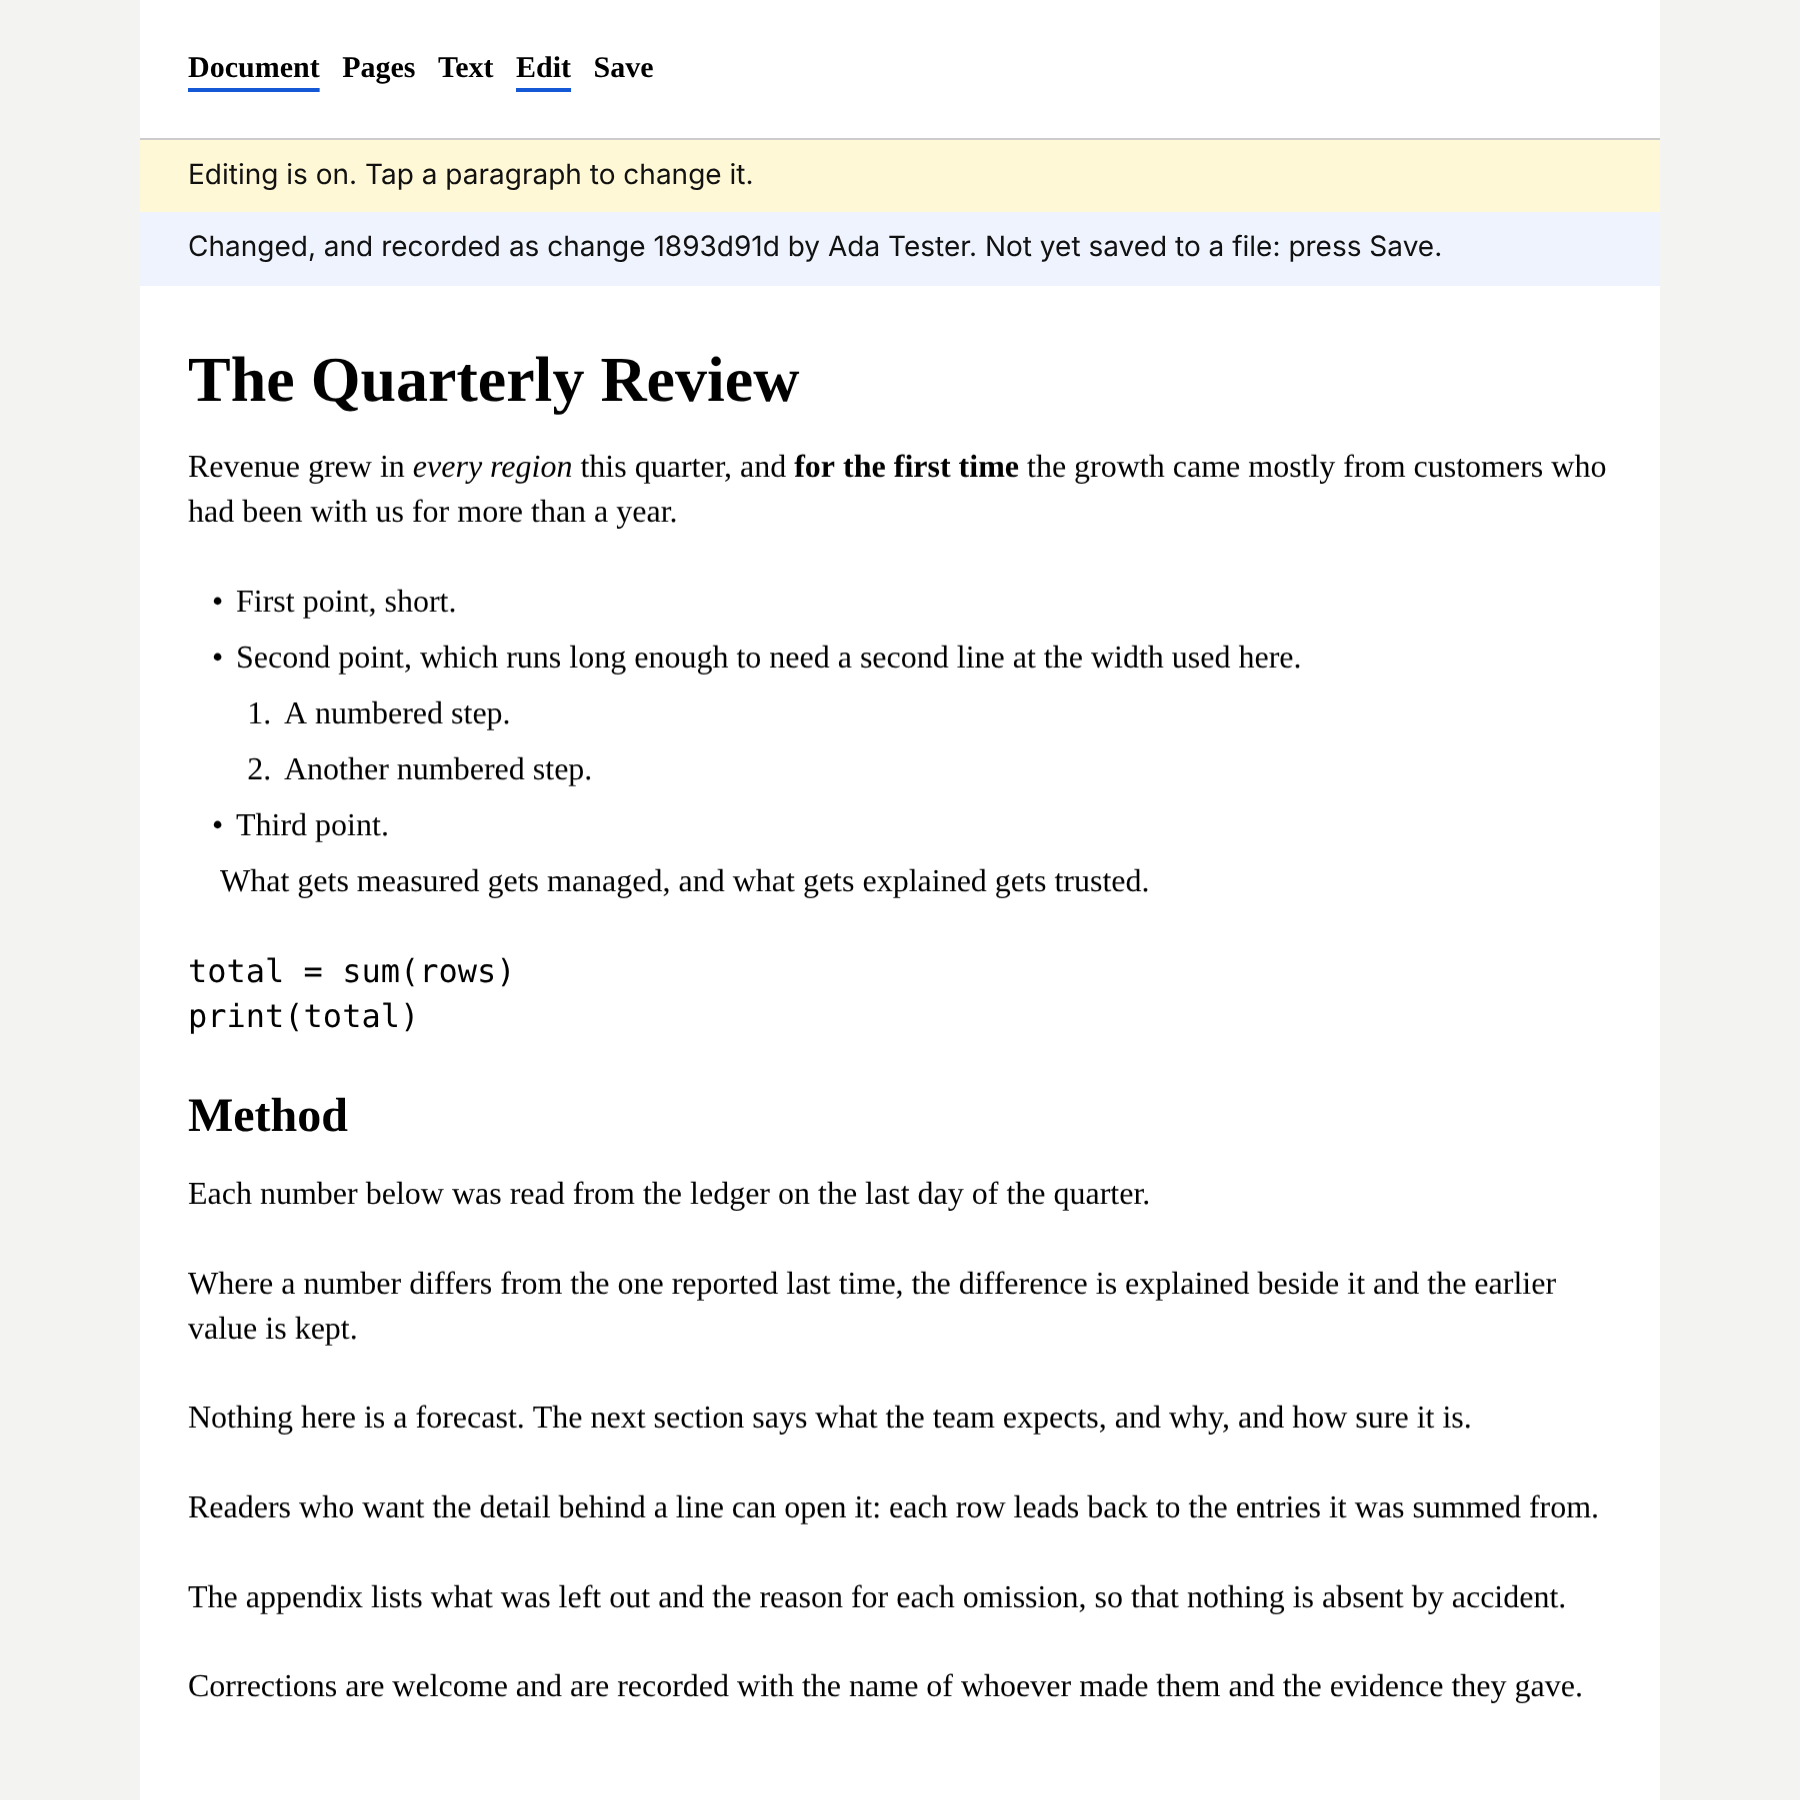 Document Pages Text Edit Save
Editing is on. Tap a paragraph to change it.
Changed, and recorded as change 1893d91d by Ada Tester. Not yet saved to a file: press Save.
The Quarterly Review
Revenue grew in every region this quarter, and for the first time the growth came mostly from customers who
had been with us for more than a year.
• First point, short.
• Second point, which runs long enough to need a second line at the width used here.
1. A numbered step.
2. Another numbered step.
• Third point.
What gets measured gets managed, and what gets explained gets trusted.
total = sum(rows)
print(total)
Method
Each number below was read from the ledger on the last day of the quarter.
Where a number differs from the one reported last time, the difference is explained beside it and the earlier
value is kept.
Nothing here is a forecast. The next section says what the team expects, and why, and how sure it is.
Readers who want the detail behind a line can open it: each row leads back to the entries it was summed from.
The appendix lists what was left out and the reason for each omission, so that nothing is absent by accident.
Corrections are welcome and are recorded with the name of whoever made them and the evidence they gave.